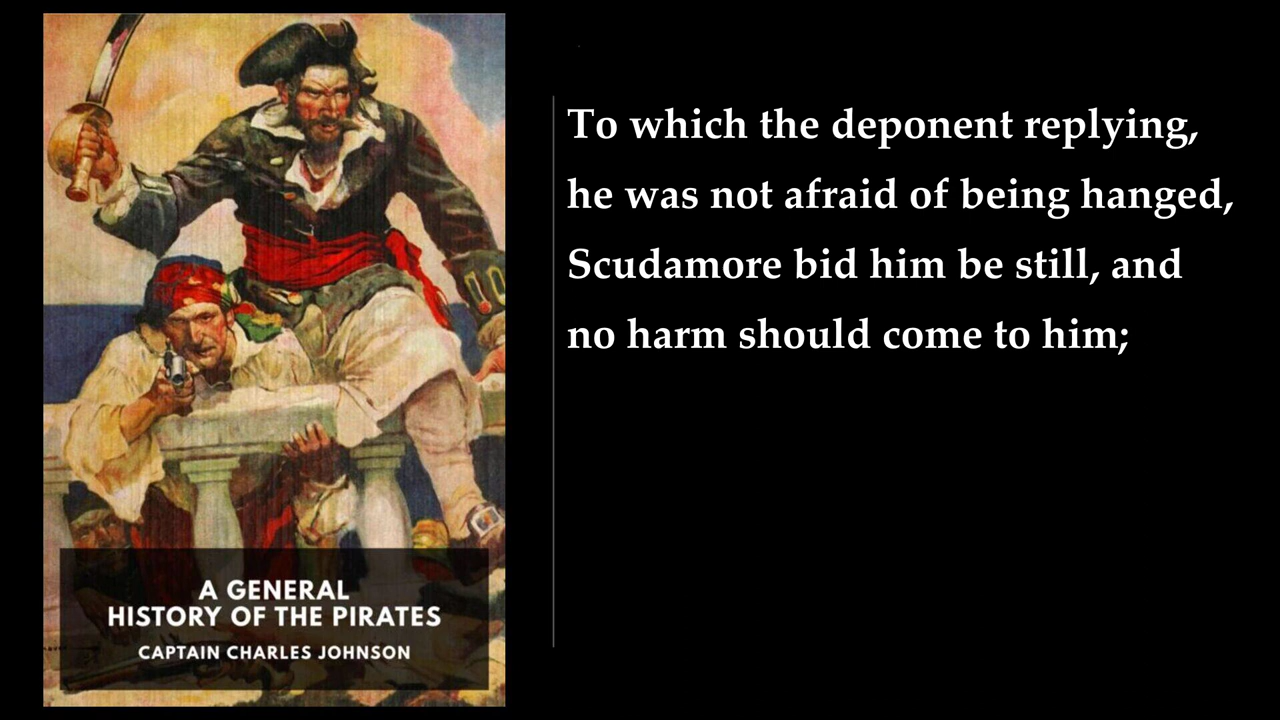 To which the deponent replying,
he was not afraid of being hanged,
Scudamore bid him be still, and
no harm should come to him;
A GENERAL
HISTORY OF THE PIRATES
CAPTAIN CHARLES JOHNSON